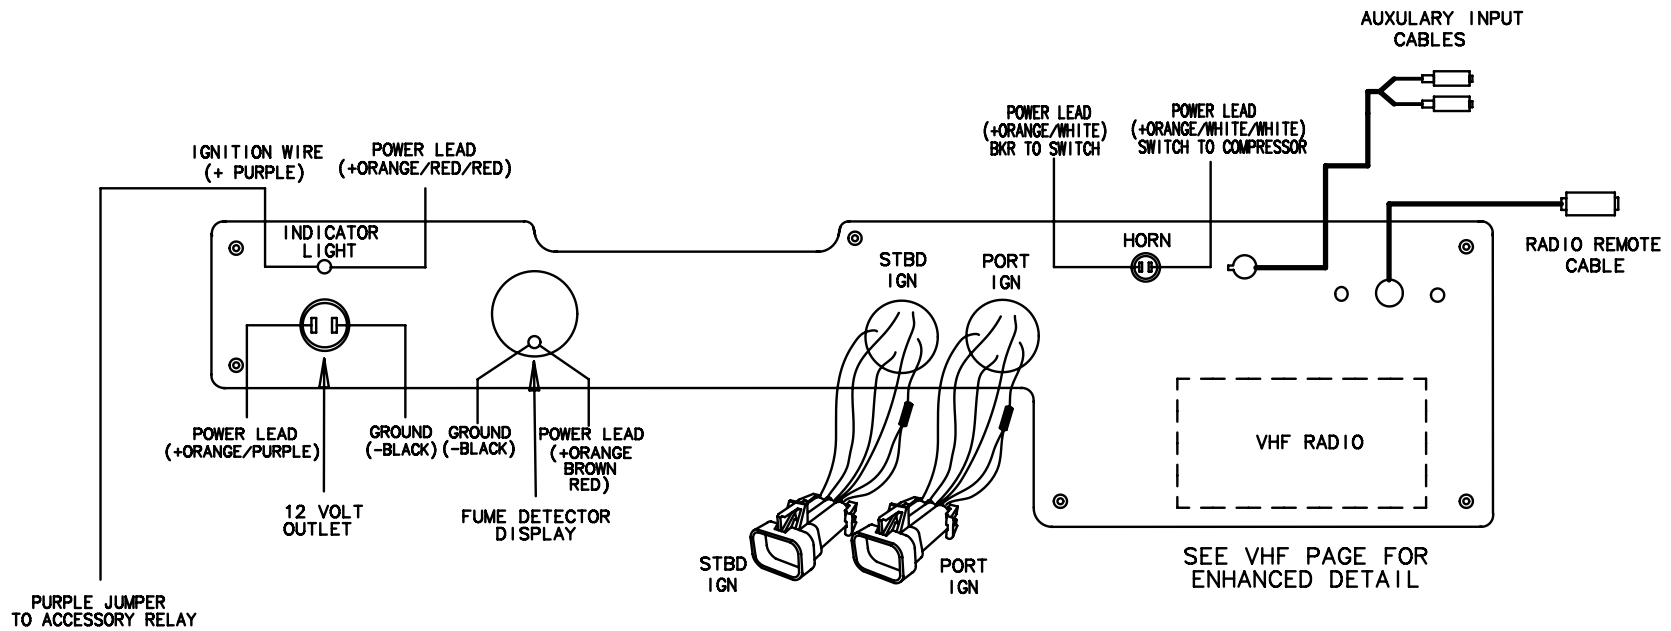 AUXULARY INPUT
CABLES
POWER LEAD
(+ORANGE/WHITE)
BKR TO SWITCH
POWER LEAD
(+ORANGE/WHITE/WHITE)
SWITCH TO COMPRESSOR
IGNITION WIRE
(+ PURPLE)
POWER LEAD
(+ORANGE/RED/RED)
INDICATOR
LIGHT
HORN
STBD
IGN
PORT
IGN
RADIO REMOTE
CABLE
POWER LEAD
(+ORANGE/PURPLE)
GROUND
(-BLACK)
GROUND
(-BLACK)
POWER LEAD
(+ORANGE
BROWN
RED)
VHF RADIO
12 VOLT
OUTLET
FUME DETECTOR
DISPLAY
STBD
IGN
PORT
IGN
SEE VHF PAGE FOR
ENHANCED DETAIL
PURPLE JUMPER
TO ACCESSORY RELAY